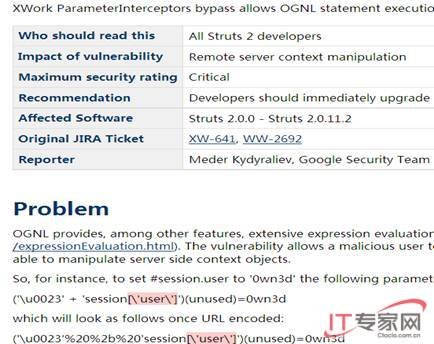 XWork ParameterInterceptors bypass allows OGNL statement executio
Who should read this All Struts 2 developers
Impact of vulnerability Remote server context manipulation
Maximum security rating Critical
Recommendation Developers should immediately upgrade
Affected Software Struts 2.0.0 - Struts 2.0.11.2
Original JIRA Ticket XW-641, WW-2692
Reporter Meder Kydyraliev, Google Security Team
Problem
OGNL provides, among other features, extensive expression evaluation
/expressionEvaluation.html). The vulnerability allows a malicious user to
able to manipulate server side context objects.
So, for instance, to set #session.user to '0wn3d' the following paramet
('\u0023' + 'session[\'user\']')(unused)=0wn3d
which will look as follows once URL encoded:
('\u0023'%20%2b%20'session[\'user\']')(unused)=0wn3d
IT专家网
Ctocio.com.cn